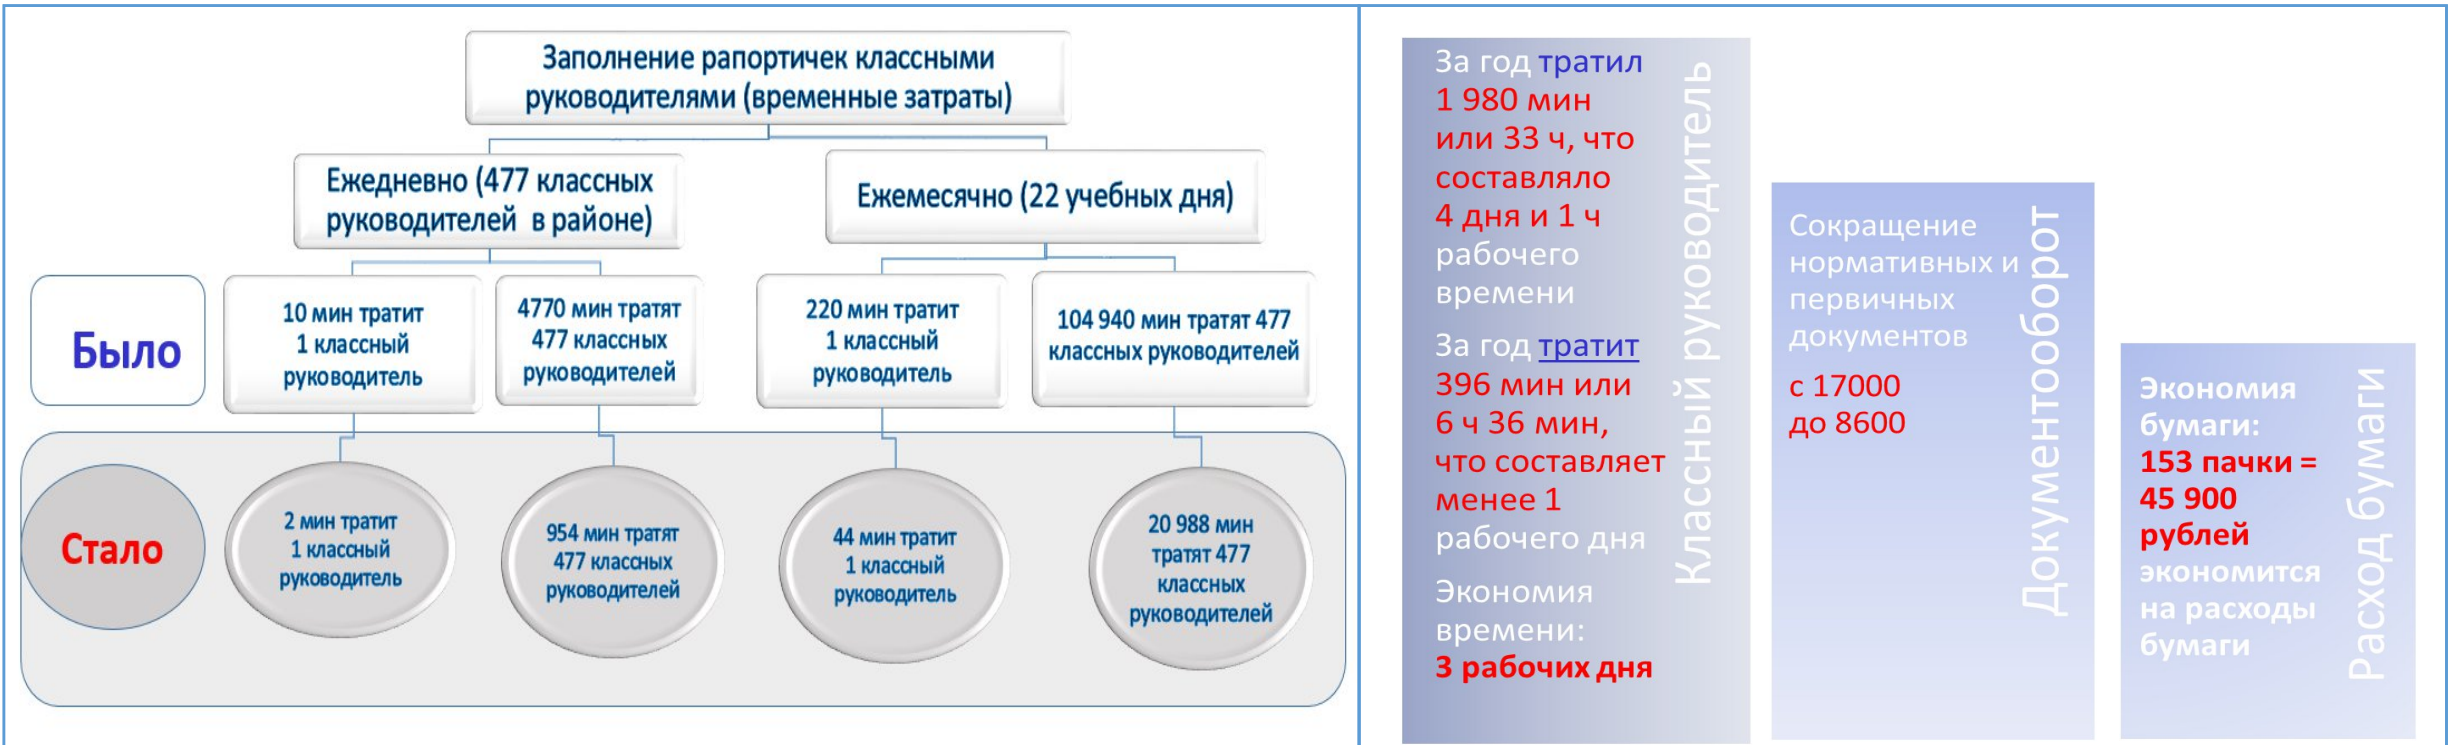 Заполнение рапортичек классными
руководителями (временные затраты)
Ежедневно (477 классных
руководителей в районе)
Ежемесячно (22 учебных дня)
Было
10 мин тратит
1 классный
руководитель
4770 мин тратят
477 классных
руководителей
220 мин тратит
1 классный
руководитель
104 940 мин тратят 477
классных руководителей
Стало
2 мин тратит
1 классный
руководитель
954 мин тратят
477 классных
руководителей
44 мин тратит
1 классный
руководитель
20 988 мин
тратят 477
классных
руководителей
За год тратил
1 980 мин
или 33 ч, что
составляло
4 дня и 1 ч
рабочего
времени
За год тратит
396 мин или
6 ч 36 мин,
что составляет
менее 1
рабочего дня
Экономия
времени:
3 рабочих дня
Классный руководитель
Сокращение
нормативных и
первичных
документов
с 17000
до 8600
Документооборот
Экономия
бумаги:
153 пачки =
45 900
рублей
экономится
на расходы
бумаги
Расход бумаги